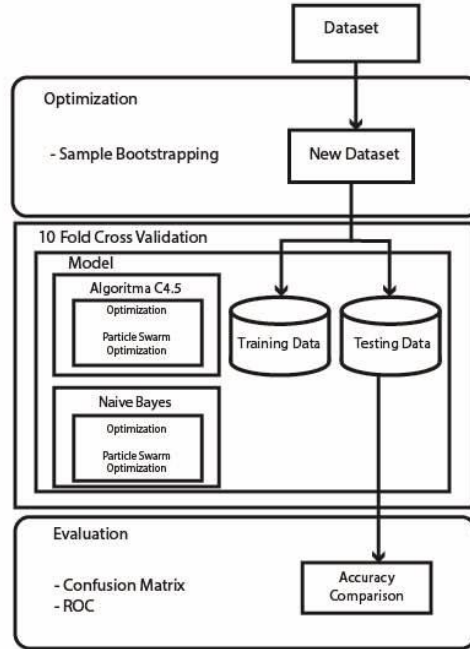 Dataset
Optimization
- Sample Bootstrapping
New Dataset
10 Fold Cross Validation
Model
Algoritma C4.5
Optimization
Particle Swarm
Optimization
Training Data
Testing Data
Naive Bayes
Optimization
Particle Swarm
Optimization
Evaluation
- Confusion Matrix
- ROC
Accuracy
Comparison